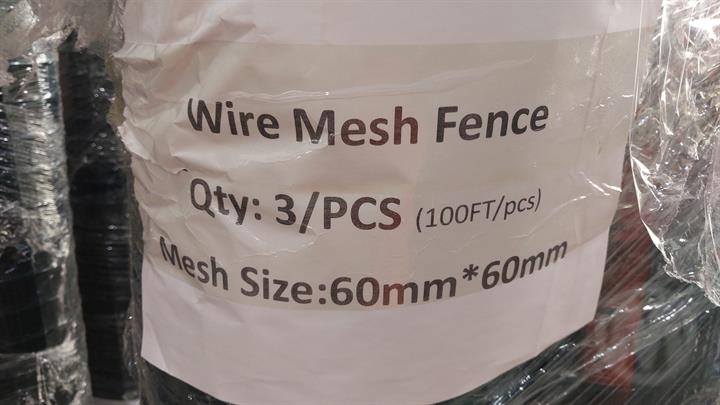 Wire Mesh Fence
Qty: 3/PCS (100FT/pcs)
Mesh Size:60mm*60mm